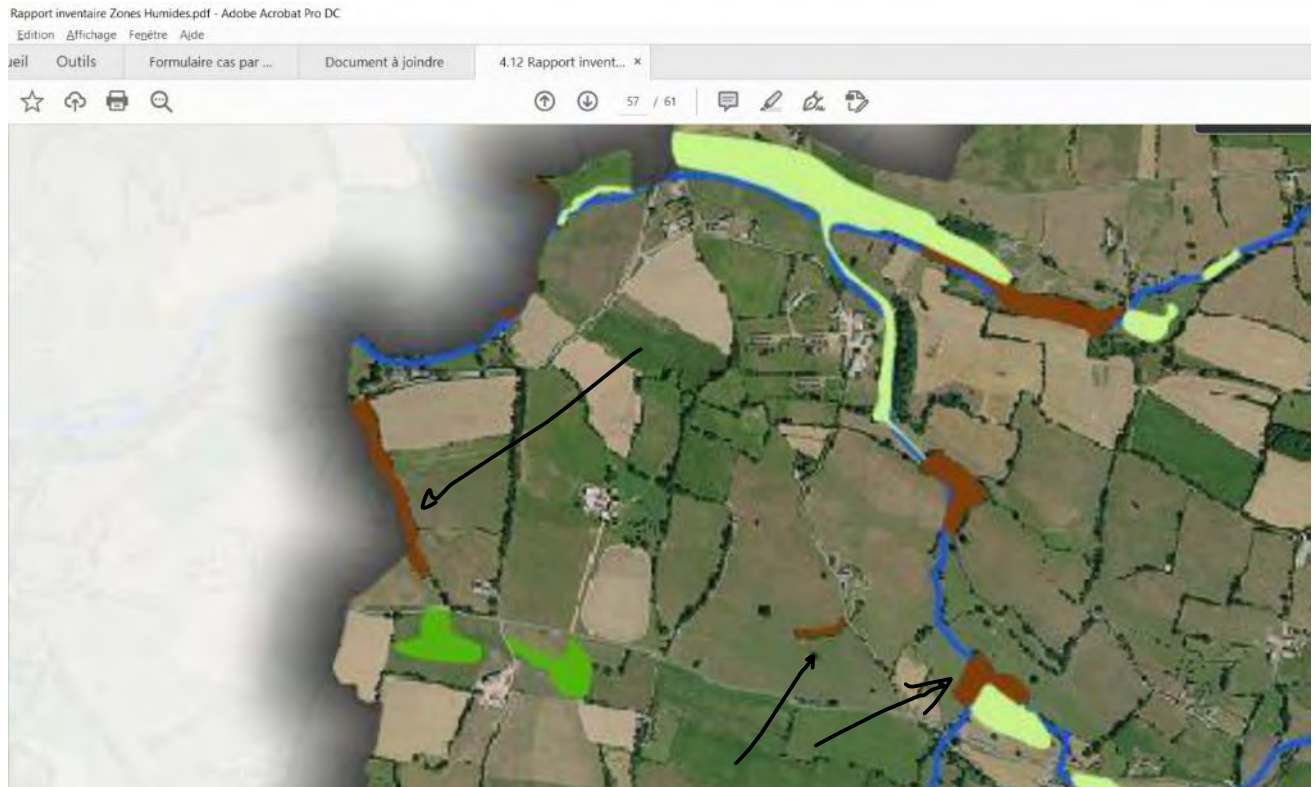 Rapport inventaire Zones Humides.pdf - Adobe Acrobat Pro DC
Edition Affichage Fenêtre Aide
ueil Outils Formulaire cas par ... Document à joindre 4.12 Rapport invent... ×
57 / 61